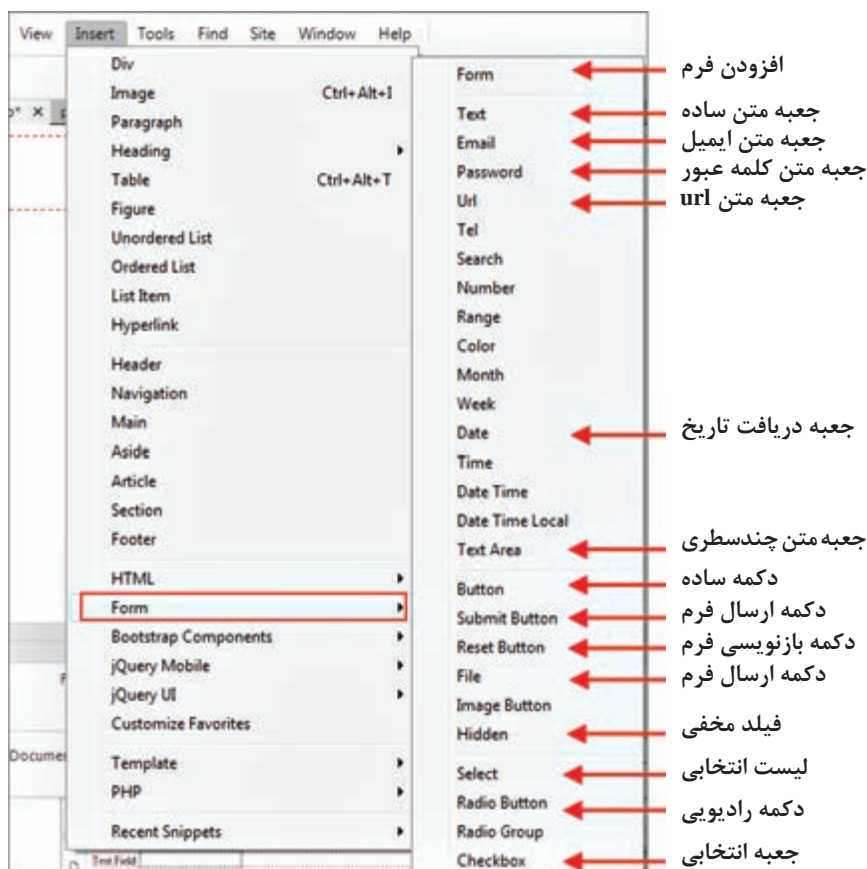 View Insert Tools Find Site Window Help
Div
Image Ctrl+Alt+I
Paragraph
Heading
Table Ctrl+Alt+T
Figure
Unordered List
Ordered List
List Item
Hyperlink
Header
Navigation
Main
Aside
Article
Section
Footer
HTML
Form
Bootstrap Components
jQuery Mobile
jQuery UI
Customize Favorites
Template
PHP
Recent Snippets
Text Field
Form افزودن فرم
Text جعبه متن ساده
Email جعبه متن ایمیل
Password جعبه متن کلمه عبور
Url جعبه متن url
Tel
Search
Number
Range
Color
Month
Week
Date جعبه دریافت تاریخ
Time
Date Time
Date Time Local
Text Area جعبه متن چندسطری
Button دکمه ساده
Submit Button دکمه ارسال فرم
Reset Button دکمه بازنویسی فرم
File دکمه ارسال فرم
Image Button
Hidden فیلد مخفی
Select لیست انتخابی
Radio Button دکمه رادیویی
Radio Group
Checkbox جعبه انتخابی